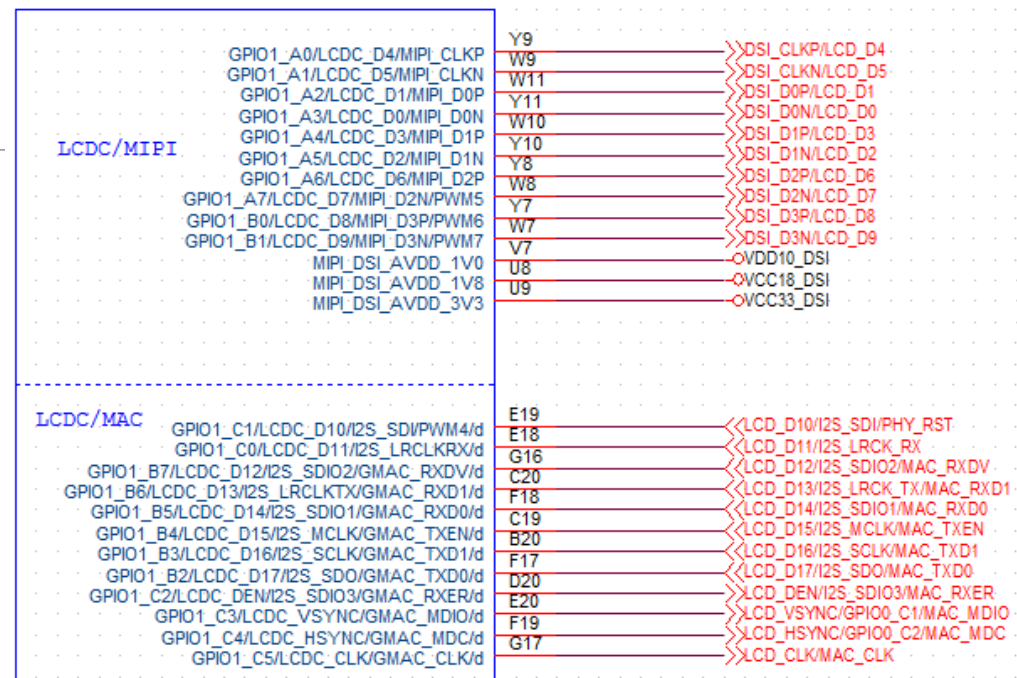 LCDC/MIPI
GPIO1_A0/LCDC_D4/MIPI_CLKP Y9 DSI_CLKP/LCD_D4
GPIO1_A1/LCDC_D5/MIPI_CLKN W9 DSI_CLKN/LCD_D5
GPIO1_A2/LCDC_D1/MIPI_D0P W11 DSI_D0P/LCD_D1
GPIO1_A3/LCDC_D0/MIPI_D0N Y11 DSI_D0N/LCD_D0
GPIO1_A4/LCDC_D3/MIPI_D1P W10 DSI_D1P/LCD_D3
GPIO1_A5/LCDC_D2/MIPI_D1N Y10 DSI_D1N/LCD_D2
GPIO1_A6/LCDC_D6/MIPI_D2P Y8 DSI_D2P/LCD_D6
GPIO1_A7/LCDC_D7/MIPI_D2N/PWM5 W8 DSI_D2N/LCD_D7
GPIO1_B0/LCDC_D8/MIPI_D3P/PWM6 Y7 DSI_D3P/LCD_D8
GPIO1_B1/LCDC_D9/MIPI_D3N/PWM7 W7 DSI_D3N/LCD_D9
MIPI_DSI_AVDD_1V0 V7 VDD10_DSI
MIPI_DSI_AVDD_1V8 U8 VCC18_DSI
MIPI_DSI_AVDD_3V3 U9 VCC33_DSI
LCDC/MAC
GPIO1_C1/LCDC_D10/I2S_SDI/PWM4/d E19 LCD_D10/I2S_SDI/PHY_RST
GPIO1_C0/LCDC_D11/I2S_LRCLKRX/d E18 LCD_D11/I2S_LRCK_RX
GPIO1_B7/LCDC_D12/I2S_SDIO2/GMAC_RXDV/d G16 LCD_D12/I2S_SDIO2/MAC_RXDV
GPIO1_B6/LCDC_D13/I2S_LRCLKTX/GMAC_RXD1/d C20 LCD_D13/I2S_LRCK_TX/MAC_RXD1
GPIO1_B5/LCDC_D14/I2S_SDIO1/GMAC_RXD0/d F18 LCD_D14/I2S_SDIO1/MAC_RXD0
GPIO1_B4/LCDC_D15/I2S_MCLK/GMAC_TXEN/d C19 LCD_D15/I2S_MCLK/MAC_TXEN
GPIO1_B3/LCDC_D16/I2S_SCLK/GMAC_TXD1/d B20 LCD_D16/I2S_SCLK/MAC_TXD1
GPIO1_B2/LCDC_D17/I2S_SDO/GMAC_TXD0/d F17 LCD_D17/I2S_SDO/MAC_TXD0
GPIO1_C2/LCDC_DEN/I2S_SDIO3/GMAC_RXER/d D20 LCD_DEN/I2S_SDIO3/MAC_RXER
GPIO1_C3/LCDC_VSYNC/GMAC_MDIO/d E20 LCD_VSYNC/GPIO0_C1/MAC_MDIO
GPIO1_C4/LCDC_HSYNC/GMAC_MDC/d F19 LCD_HSYNC/GPIO0_C2/MAC_MDC
GPIO1_C5/LCDC_CLK/GMAC_CLK/d G17 LCD_CLK/MAC_CLK